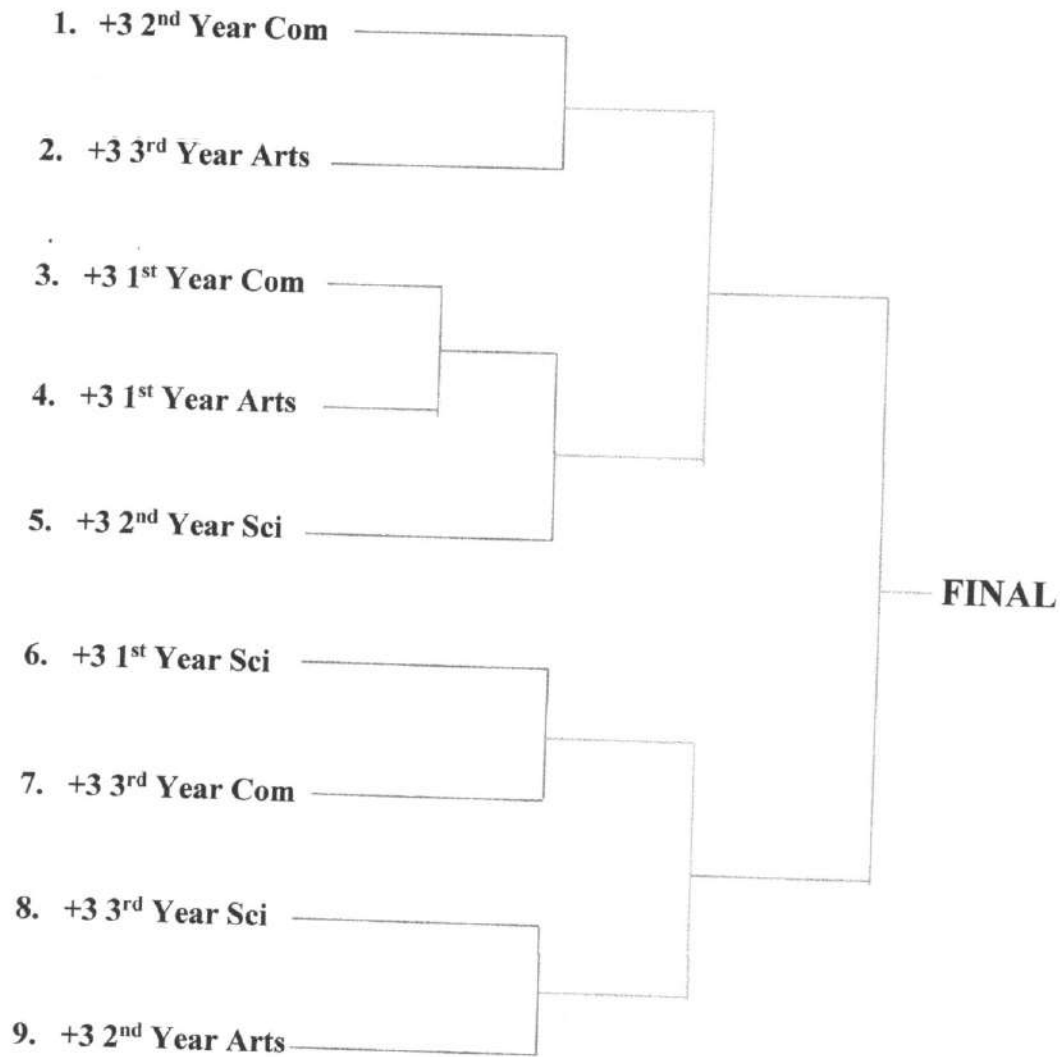 1. +3 2nd Year Com
2. +3 3rd Year Arts
3. +3 1st Year Com
4. +3 1st Year Arts
5. +3 2nd Year Sci
FINAL
6. +3 1st Year Sci
7. +3 3rd Year Com
8. +3 3rd Year Sci
9. +3 2nd Year Arts